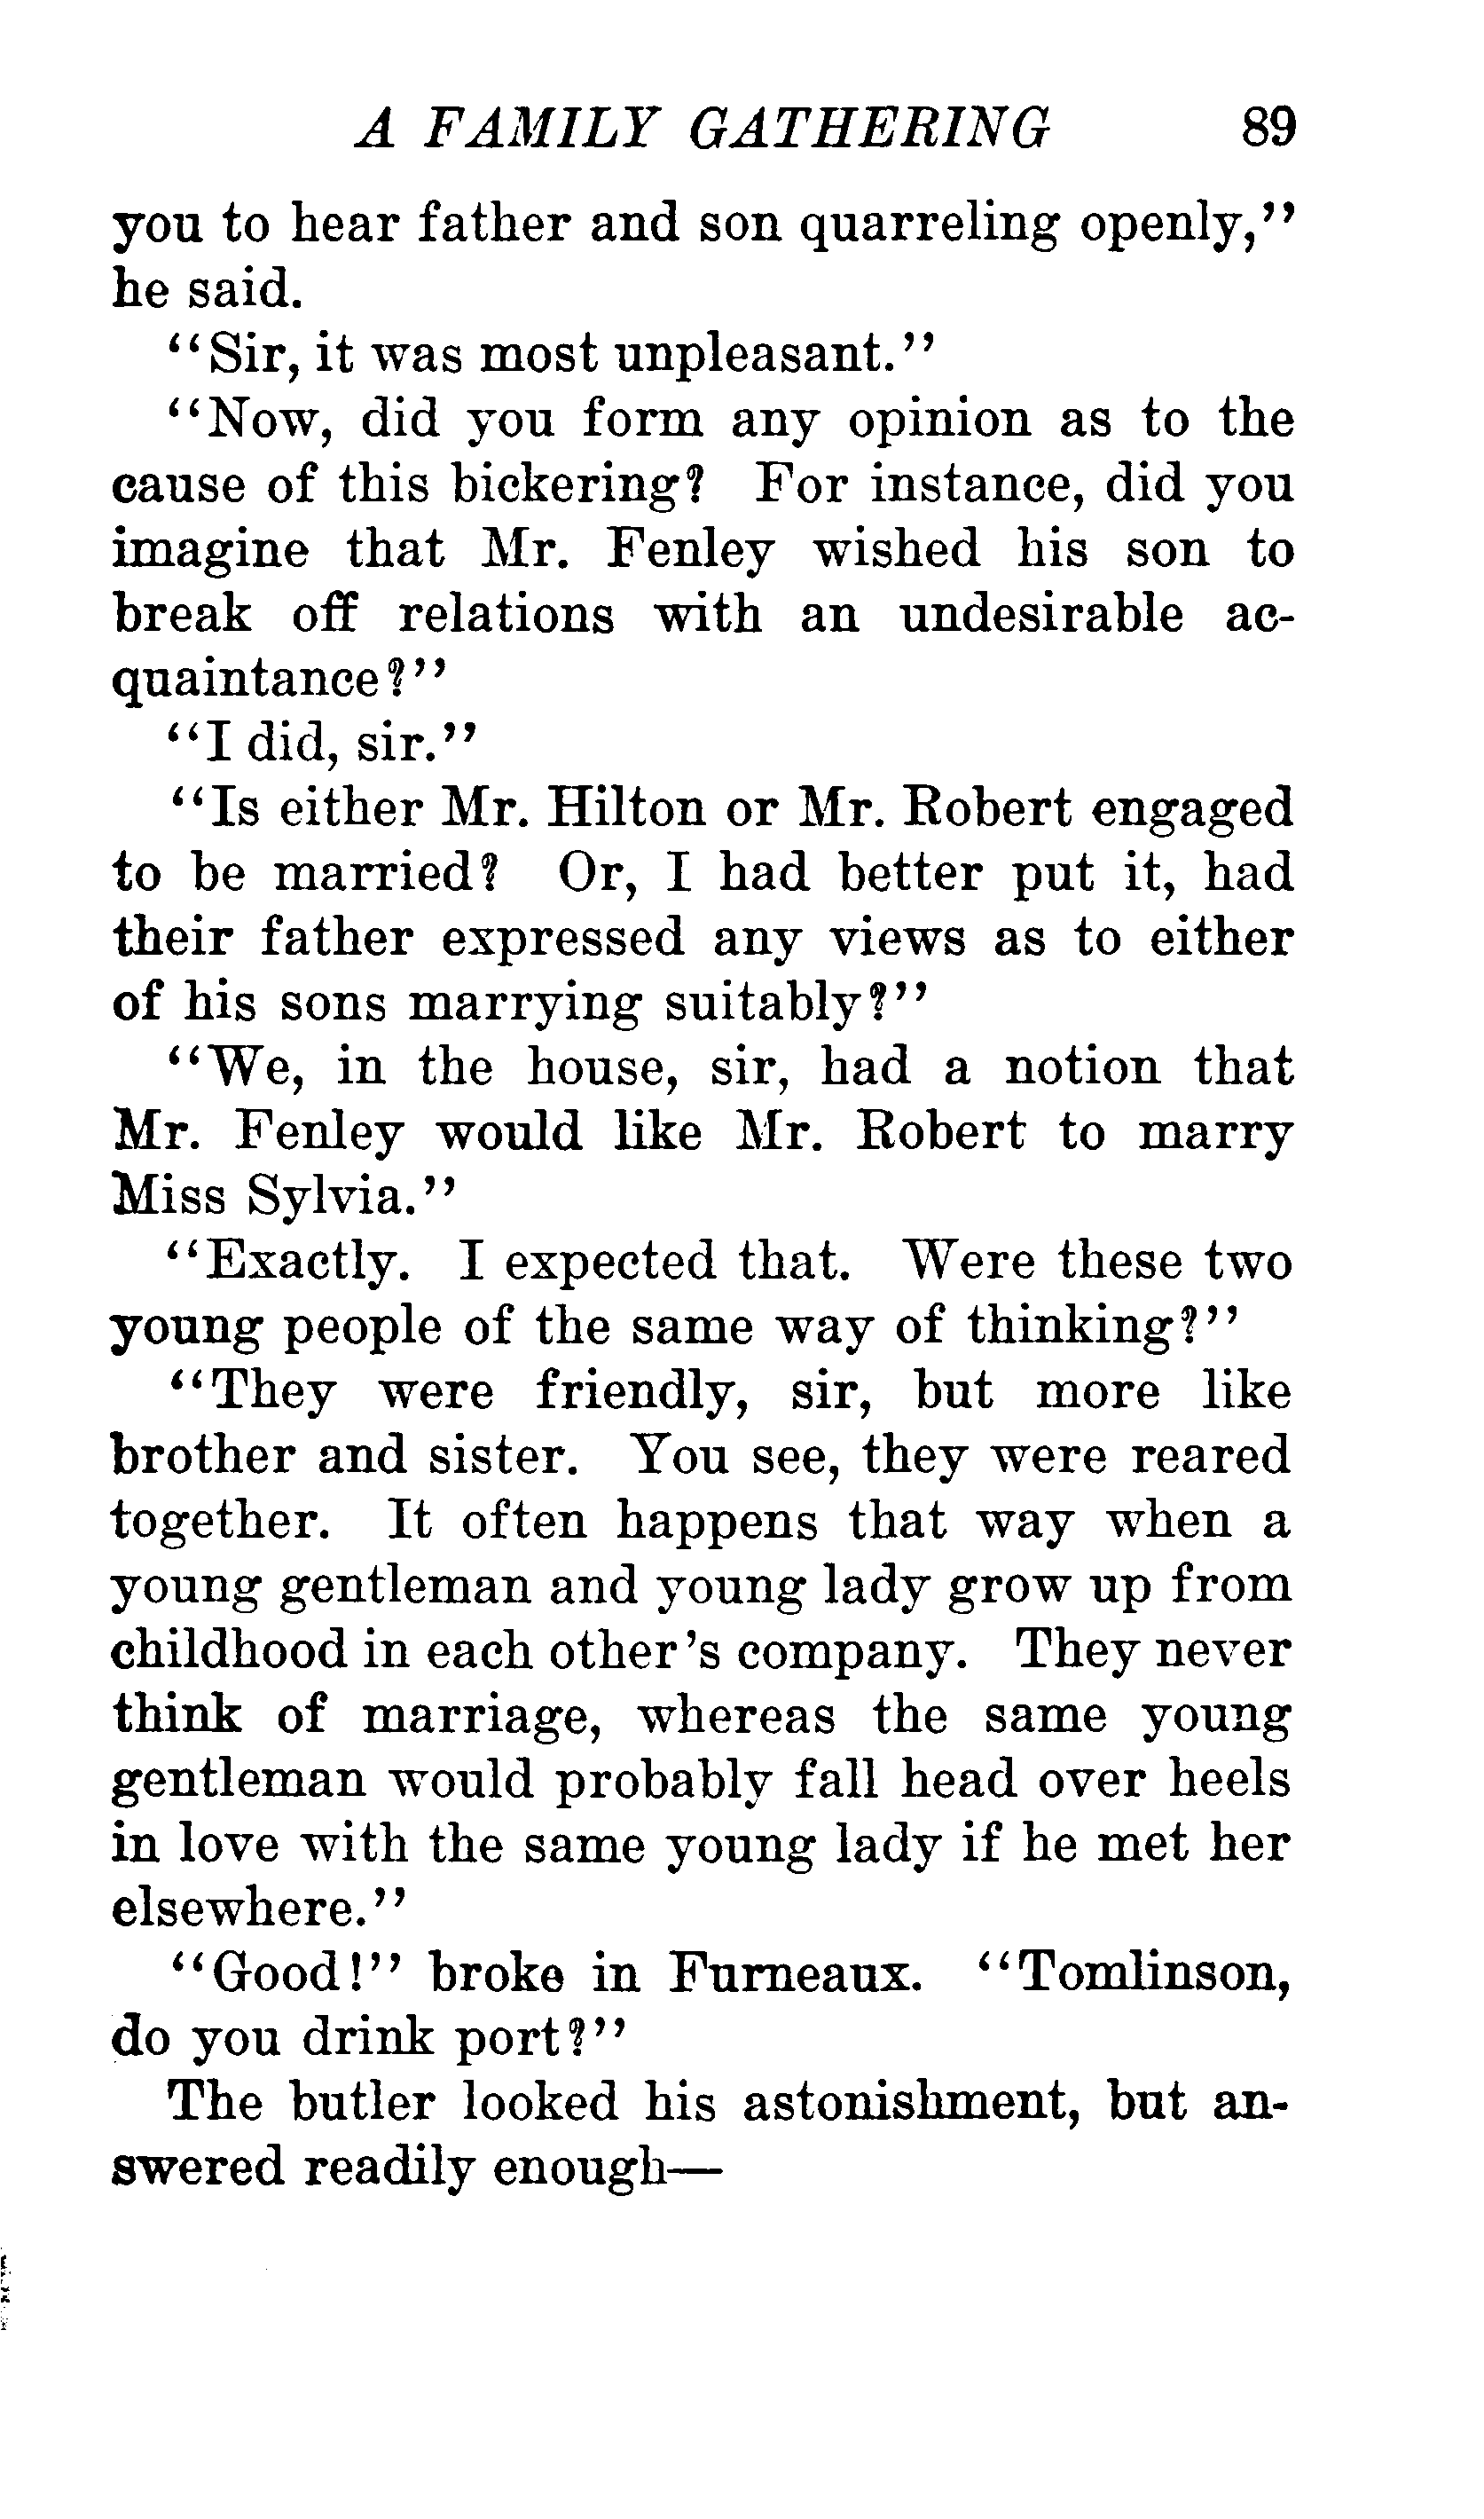 A FAMILY GATHERING 89
you to hear father and son quarreling openly,"
he said.
"Sir, it was most unpleasant."
"Now, did you form any opinion as to the
cause of this bickering? For instance, did you
imagine that Mr. Fenley wished his son to
break off relations with an undesirable ac-
quaintance?"
"I did, sir."
"Is either Mr. Hilton or Mr. Robert engaged
to be married? Or, I had better put it, had
their father expressed any views as to either
of his sons marrying suitably?"
"We, in the house, sir, had a notion that
Mr. Fenley would like Mr. Robert to marry
Miss Sylvia."
"Exactly. I expected that. Were these two
young people of the same way of thinking?"
"They were friendly, sir, but more like
brother and sister. You see, they were reared
together. It often happens that way when a
young gentleman and young lady grow up from
childhood in each other's company. They never
think of marriage, whereas the same young
gentleman would probably fall head over heels
in love with the same young lady if he met her
elsewhere."
"Good!" broke in Furneaux. "Tomlinson,
do you drink port?"
The butler looked his astonishment, but an-
swered readily enough—